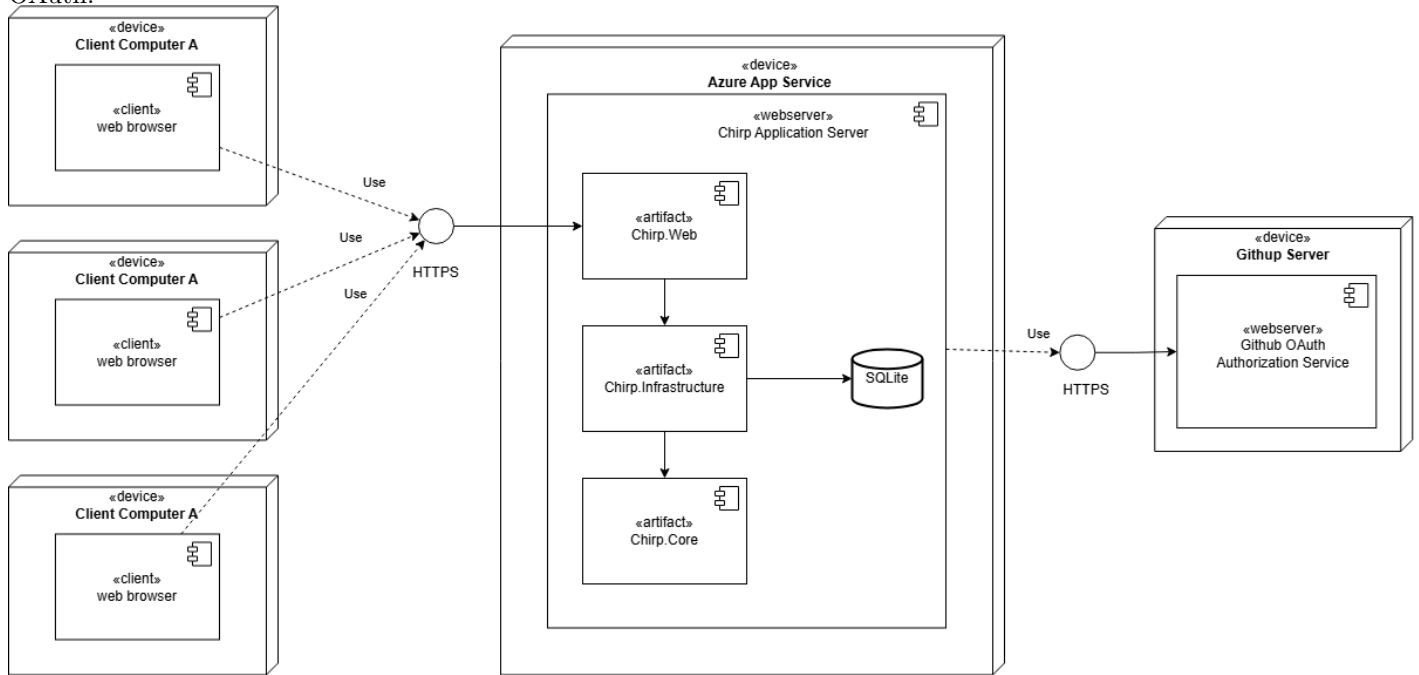 OAuth.
«device»
Client Computer A
«client»
web browser
«device»
Client Computer A
«client»
web browser
«device»
Client Computer A
«client»
web browser
Use
Use
Use
HTTPS
«device»
Azure App Service
«webserver»
Chirp Application Server
«artifact»
Chirp.Web
«artifact»
Chirp.Infrastructure
SQLite
«artifact»
Chirp.Core
Use
HTTPS
«device»
Githup Server
«webserver»
Github OAuth
Authorization Service